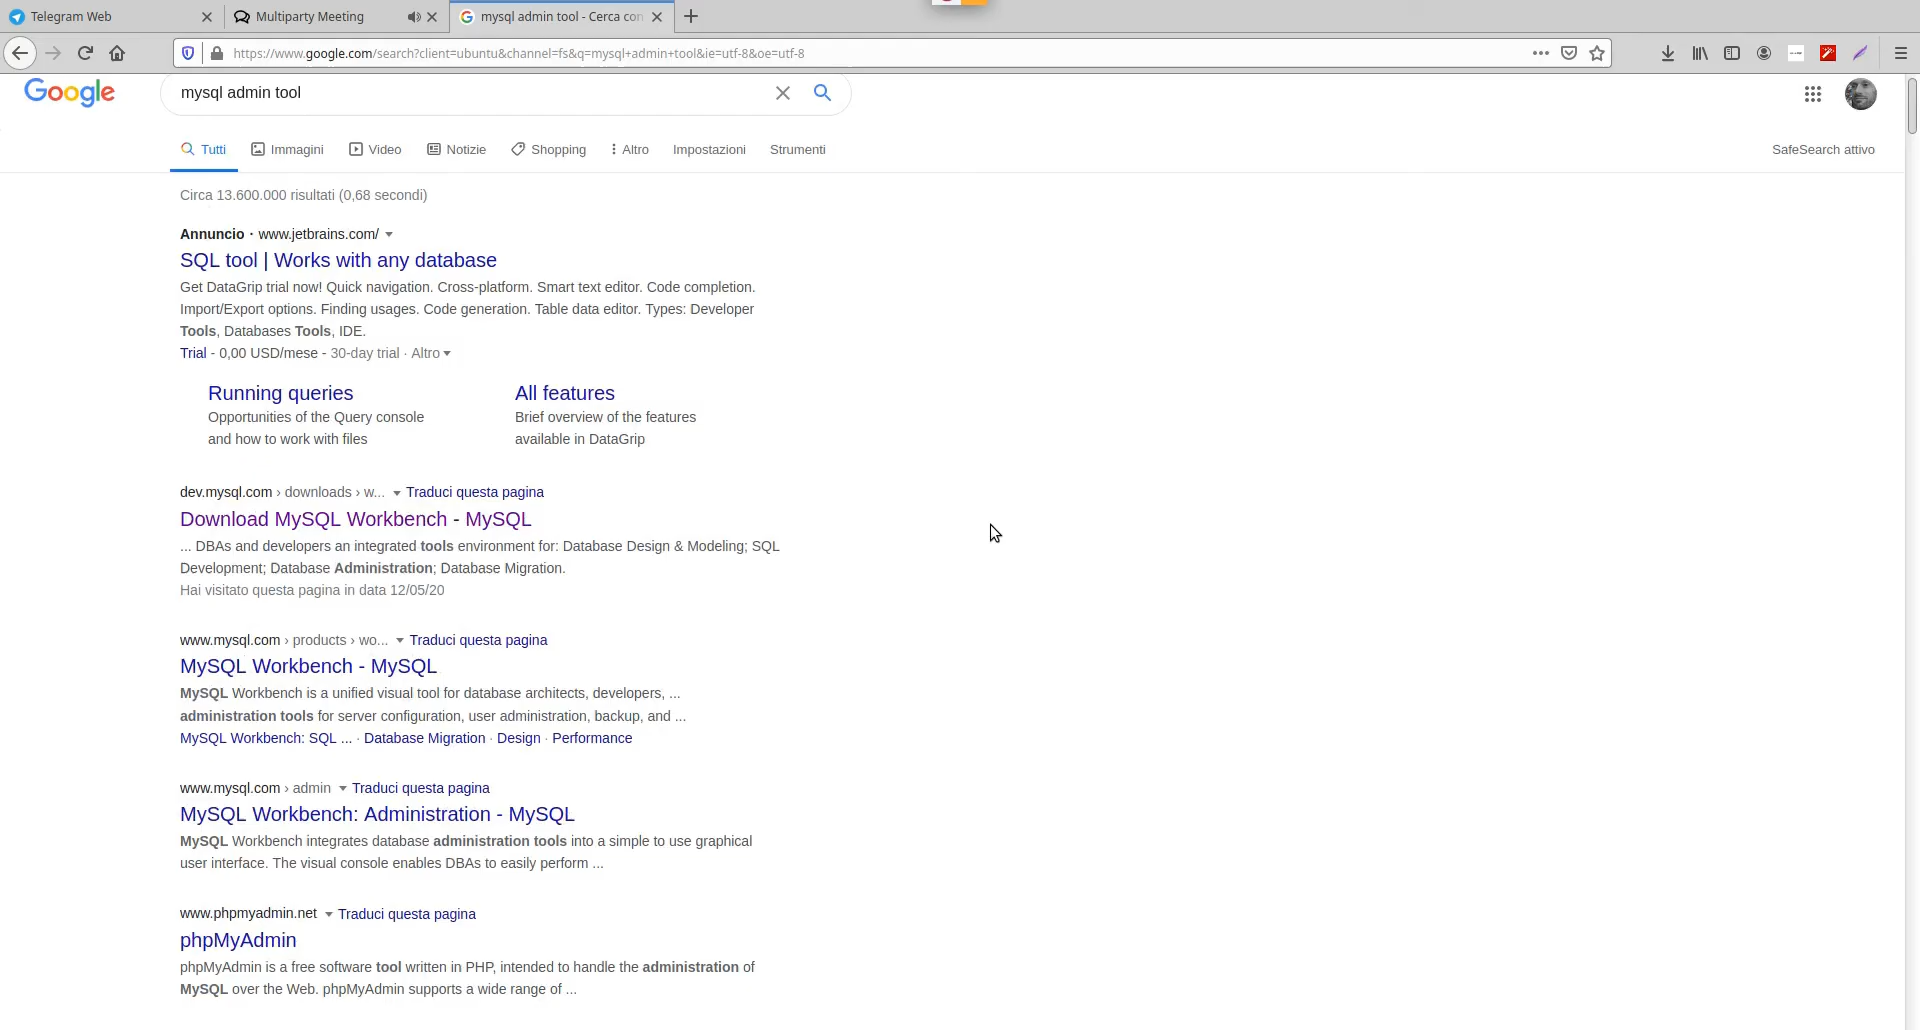 Telegram Web
Multiparty Meeting
mysql admin tool - Cerca con
https://www.google.com/search?client=ubuntu&channel=fs&q=mysql+admin+tool&ie=utf-8&oe=utf-8
Google
mysql admin tool
Tutti
Immagini
Video
Notizie
Shopping
Altro
Impostazioni
Strumenti
SafeSearch attivo
Circa 13.600.000 risultati (0,68 secondi)
Annuncio · www.jetbrains.com/
SQL tool | Works with any database
Get DataGrip trial now! Quick navigation. Cross-platform. Smart text editor. Code completion.
Import/Export options. Finding usages. Code generation. Table data editor. Types: Developer
Tools, Databases Tools, IDE.
Trial - 0,00 USD/mese - 30-day trial · Altro
Running queries
Opportunities of the Query console
and how to work with files
All features
Brief overview of the features
available in DataGrip
dev.mysql.com › downloads › w... Traduci questa pagina
Download MySQL Workbench - MySQL
... DBAs and developers an integrated tools environment for: Database Design & Modeling; SQL
Development; Database Administration; Database Migration.
Hai visitato questa pagina in data 12/05/20
www.mysql.com › products › wo... Traduci questa pagina
MySQL Workbench - MySQL
MySQL Workbench is a unified visual tool for database architects, developers, ...
administration tools for server configuration, user administration, backup, and ...
MySQL Workbench: SQL ... · Database Migration · Design · Performance
www.mysql.com › admin Traduci questa pagina
MySQL Workbench: Administration - MySQL
MySQL Workbench integrates database administration tools into a simple to use graphical
user interface. The visual console enables DBAs to easily perform ...
www.phpmyadmin.net Traduci questa pagina
phpMyAdmin
phpMyAdmin is a free software tool written in PHP, intended to handle the administration of
MySQL over the Web. phpMyAdmin supports a wide range of ...